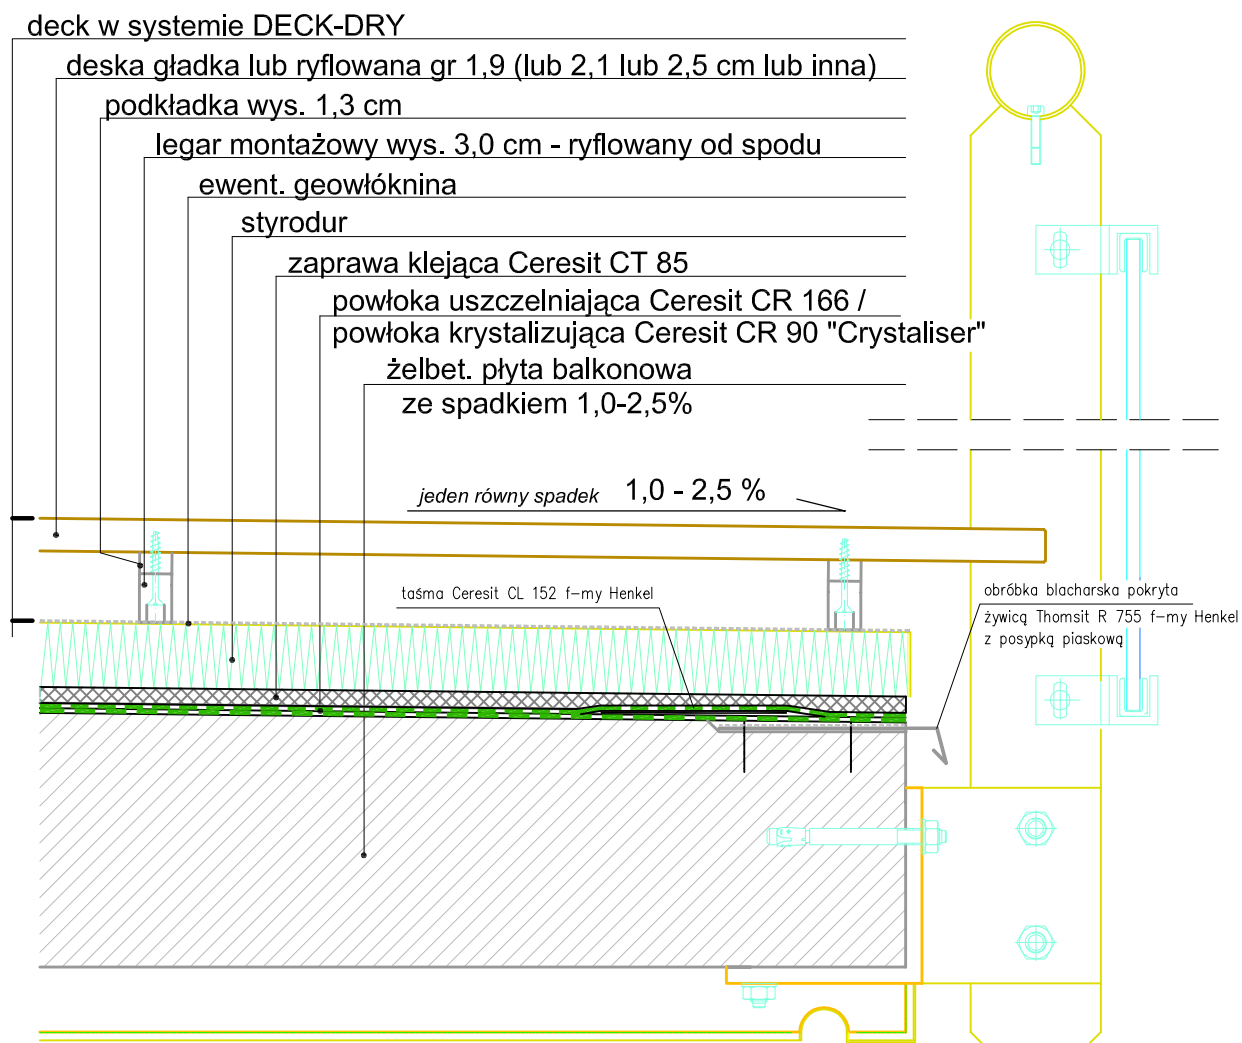 deck w systemie DECK-DRY
deska gładka lub ryflowana gr 1,9 (lub 2,1 lub 2,5 cm lub inna)
podkładka wys. 1,3 cm
legar montażowy wys. 3,0 cm - ryflowany od spodu
ewent. geowłóknina
styrodur
zaprawa klejąca Ceresit CT 85
powłoka uszczelniająca Ceresit CR 166 /
powłoka krystalizująca Ceresit CR 90 "Crystaliser"
żelbet. płyta balkonowa
ze spadkiem 1,0-2,5%
jeden równy spadek 1,0 - 2,5 %
taśma Ceresit CL 152 f-my Henkel
obróbka blacharska pokryta
żywicą Thomsit R 755 f-my Henkel
z posypką piaskową